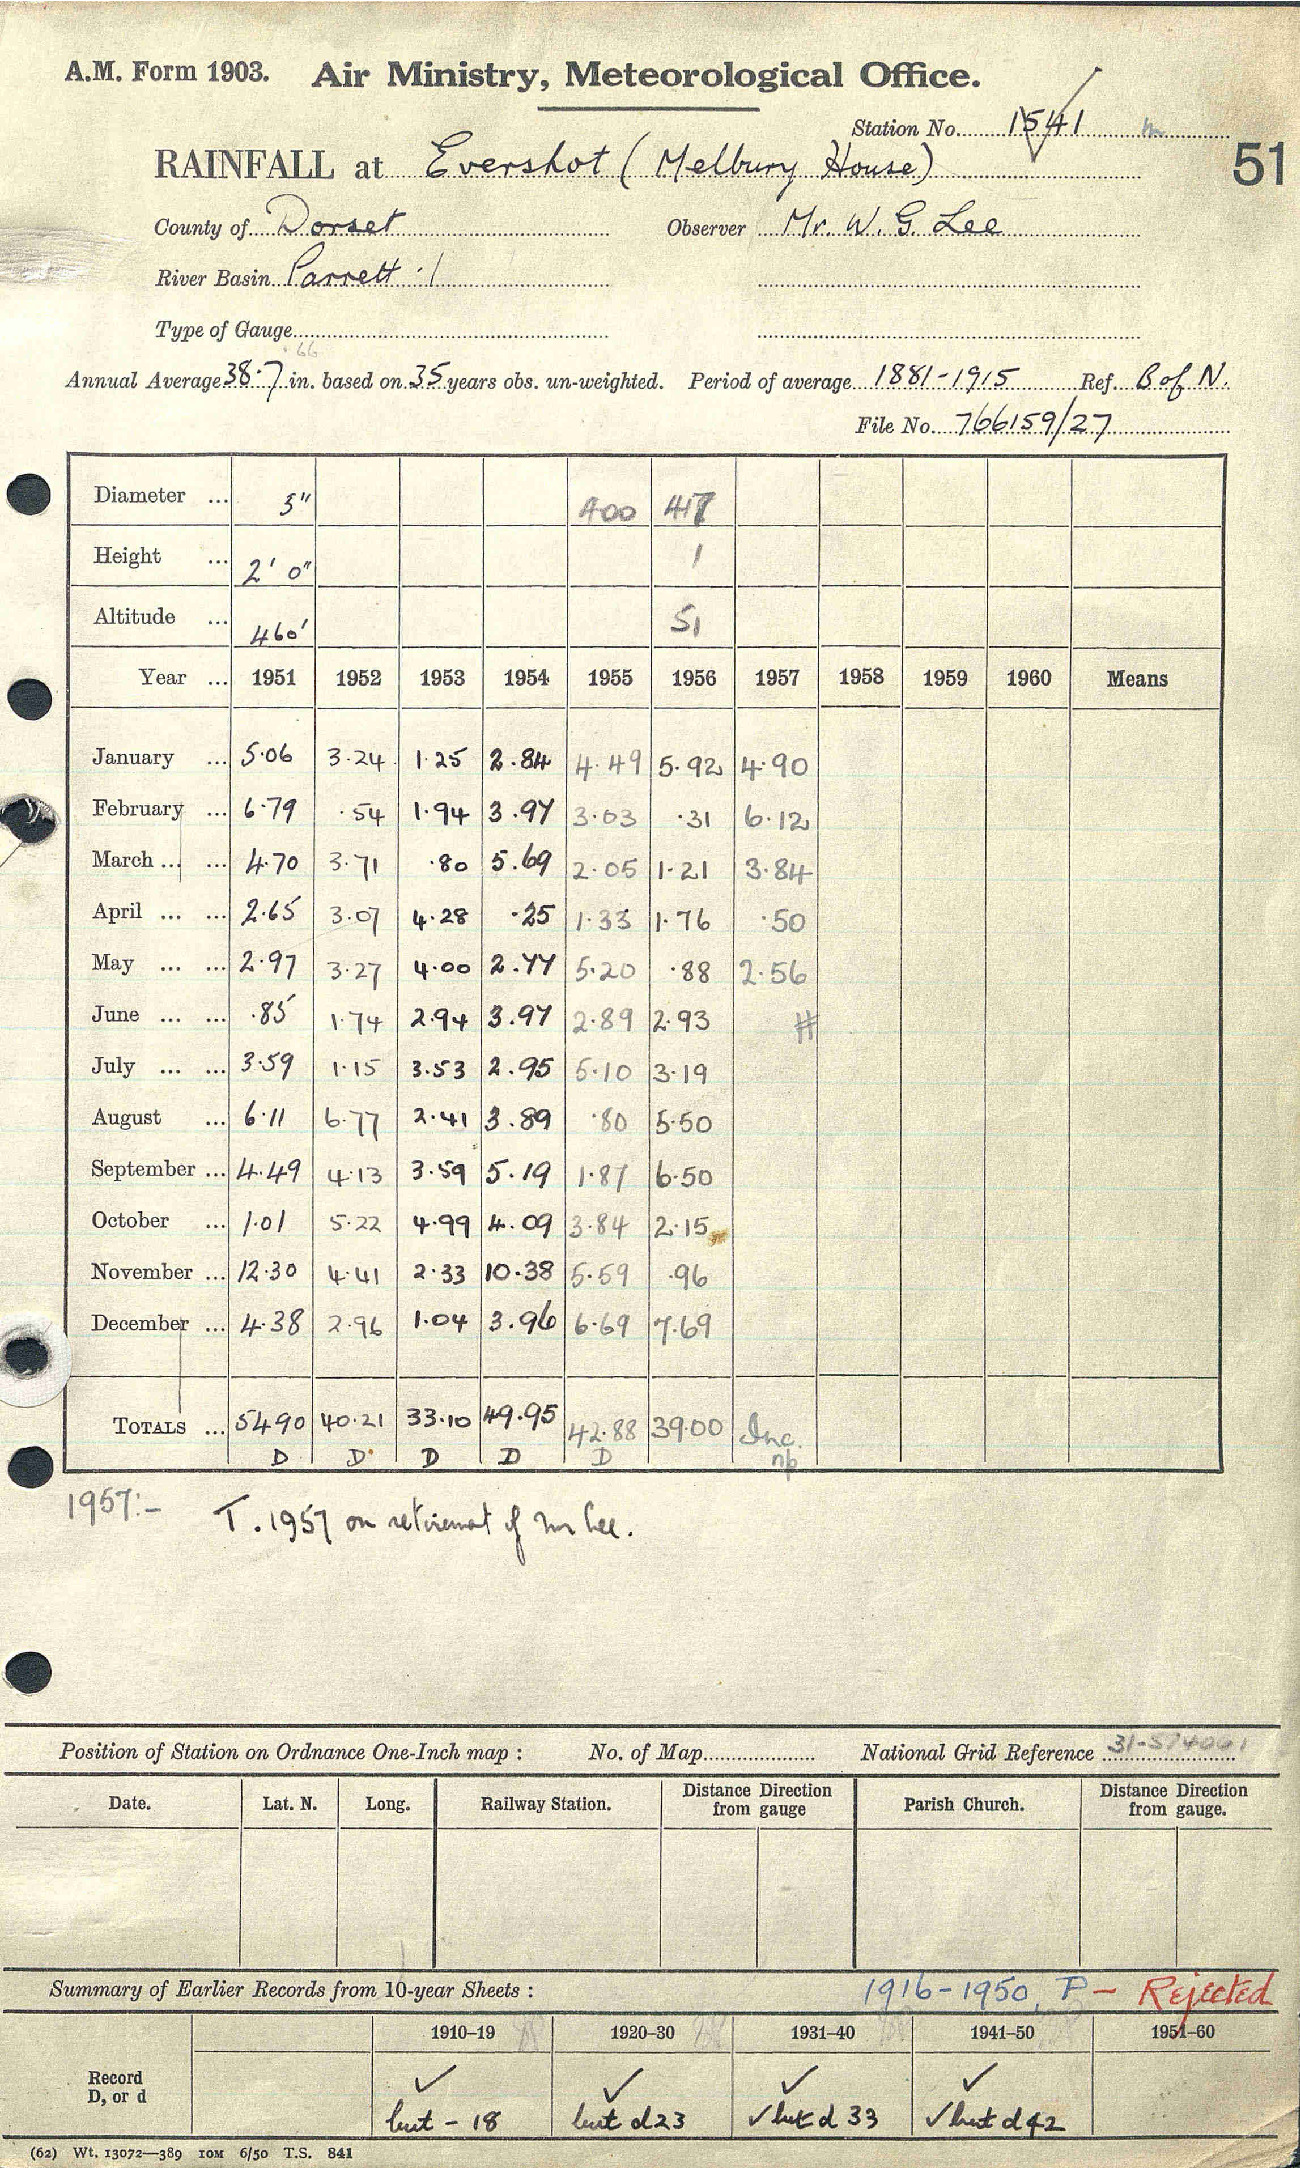 A.M. Form 1903. Air Ministry, Meteorological Office.
Station No. 1541
51
RAINFALL at Evershot (Melbury House)
County of Dorset Observer Mr. W. G. Lee
River Basin Parrett
Type of Gauge
.66
Annual Average 38.7 in. based on 35 years obs. un-weighted. Period of average 1881-1915 Ref. B of N.
File No. 766159/27
Diameter ... 5" 400 417
Height ... 2' 0" 1
Altitude ... 460' 51
Year ... 1951 1952 1953 1954 1955 1956 1957 1958 1959 1960 Means
January ... 5.06 3.24 1.25 2.84 4.49 5.92 4.90
February ... 6.79 .54 1.94 3.97 3.03 .31 6.12
March ... ... 4.70 3.71 .80 5.69 2.05 1.21 3.84
April ... ... 2.65 3.07 4.28 .25 1.33 1.76 .50
May ... ... 2.97 3.27 4.00 2.77 5.20 .88 2.56
June ... ... .85 1.74 2.94 3.97 2.89 2.93
July ... ... 3.59 1.15 3.53 2.95 5.10 3.19
August ... 6.11 6.77 2.41 3.89 .80 5.50
September ... 4.49 4.13 3.59 5.19 1.87 6.50
October ... 1.01 5.22 4.99 4.09 3.84 2.15
November ... 12.30 4.41 2.33 10.38 5.59 .96
December ... 4.38 2.96 1.04 3.96 6.69 7.69
TOTALS ... 54.90 40.21 33.10 49.95 42.88 39.00 Inc.
D D D D D np
1957:- T. 1957 on retirement of Mr Lee.
Position of Station on Ordnance One-Inch map : No. of Map National Grid Reference
Date. Lat. N. Long. Railway Station. Distance Direction from gauge Parish Church. Distance Direction from gauge.
Summary of Earlier Records from 10-year Sheets : 1916-1950, P - Rejected
1910–19 1920–30 1931–40 1941–50 1951–60
Record D, or d
✓ ✓ ✓ ✓
but - 18 but d 23 ✓ but d 33 ✓ but d 42
(62) Wt. 13072—389 10M 6/50 T.S. 841